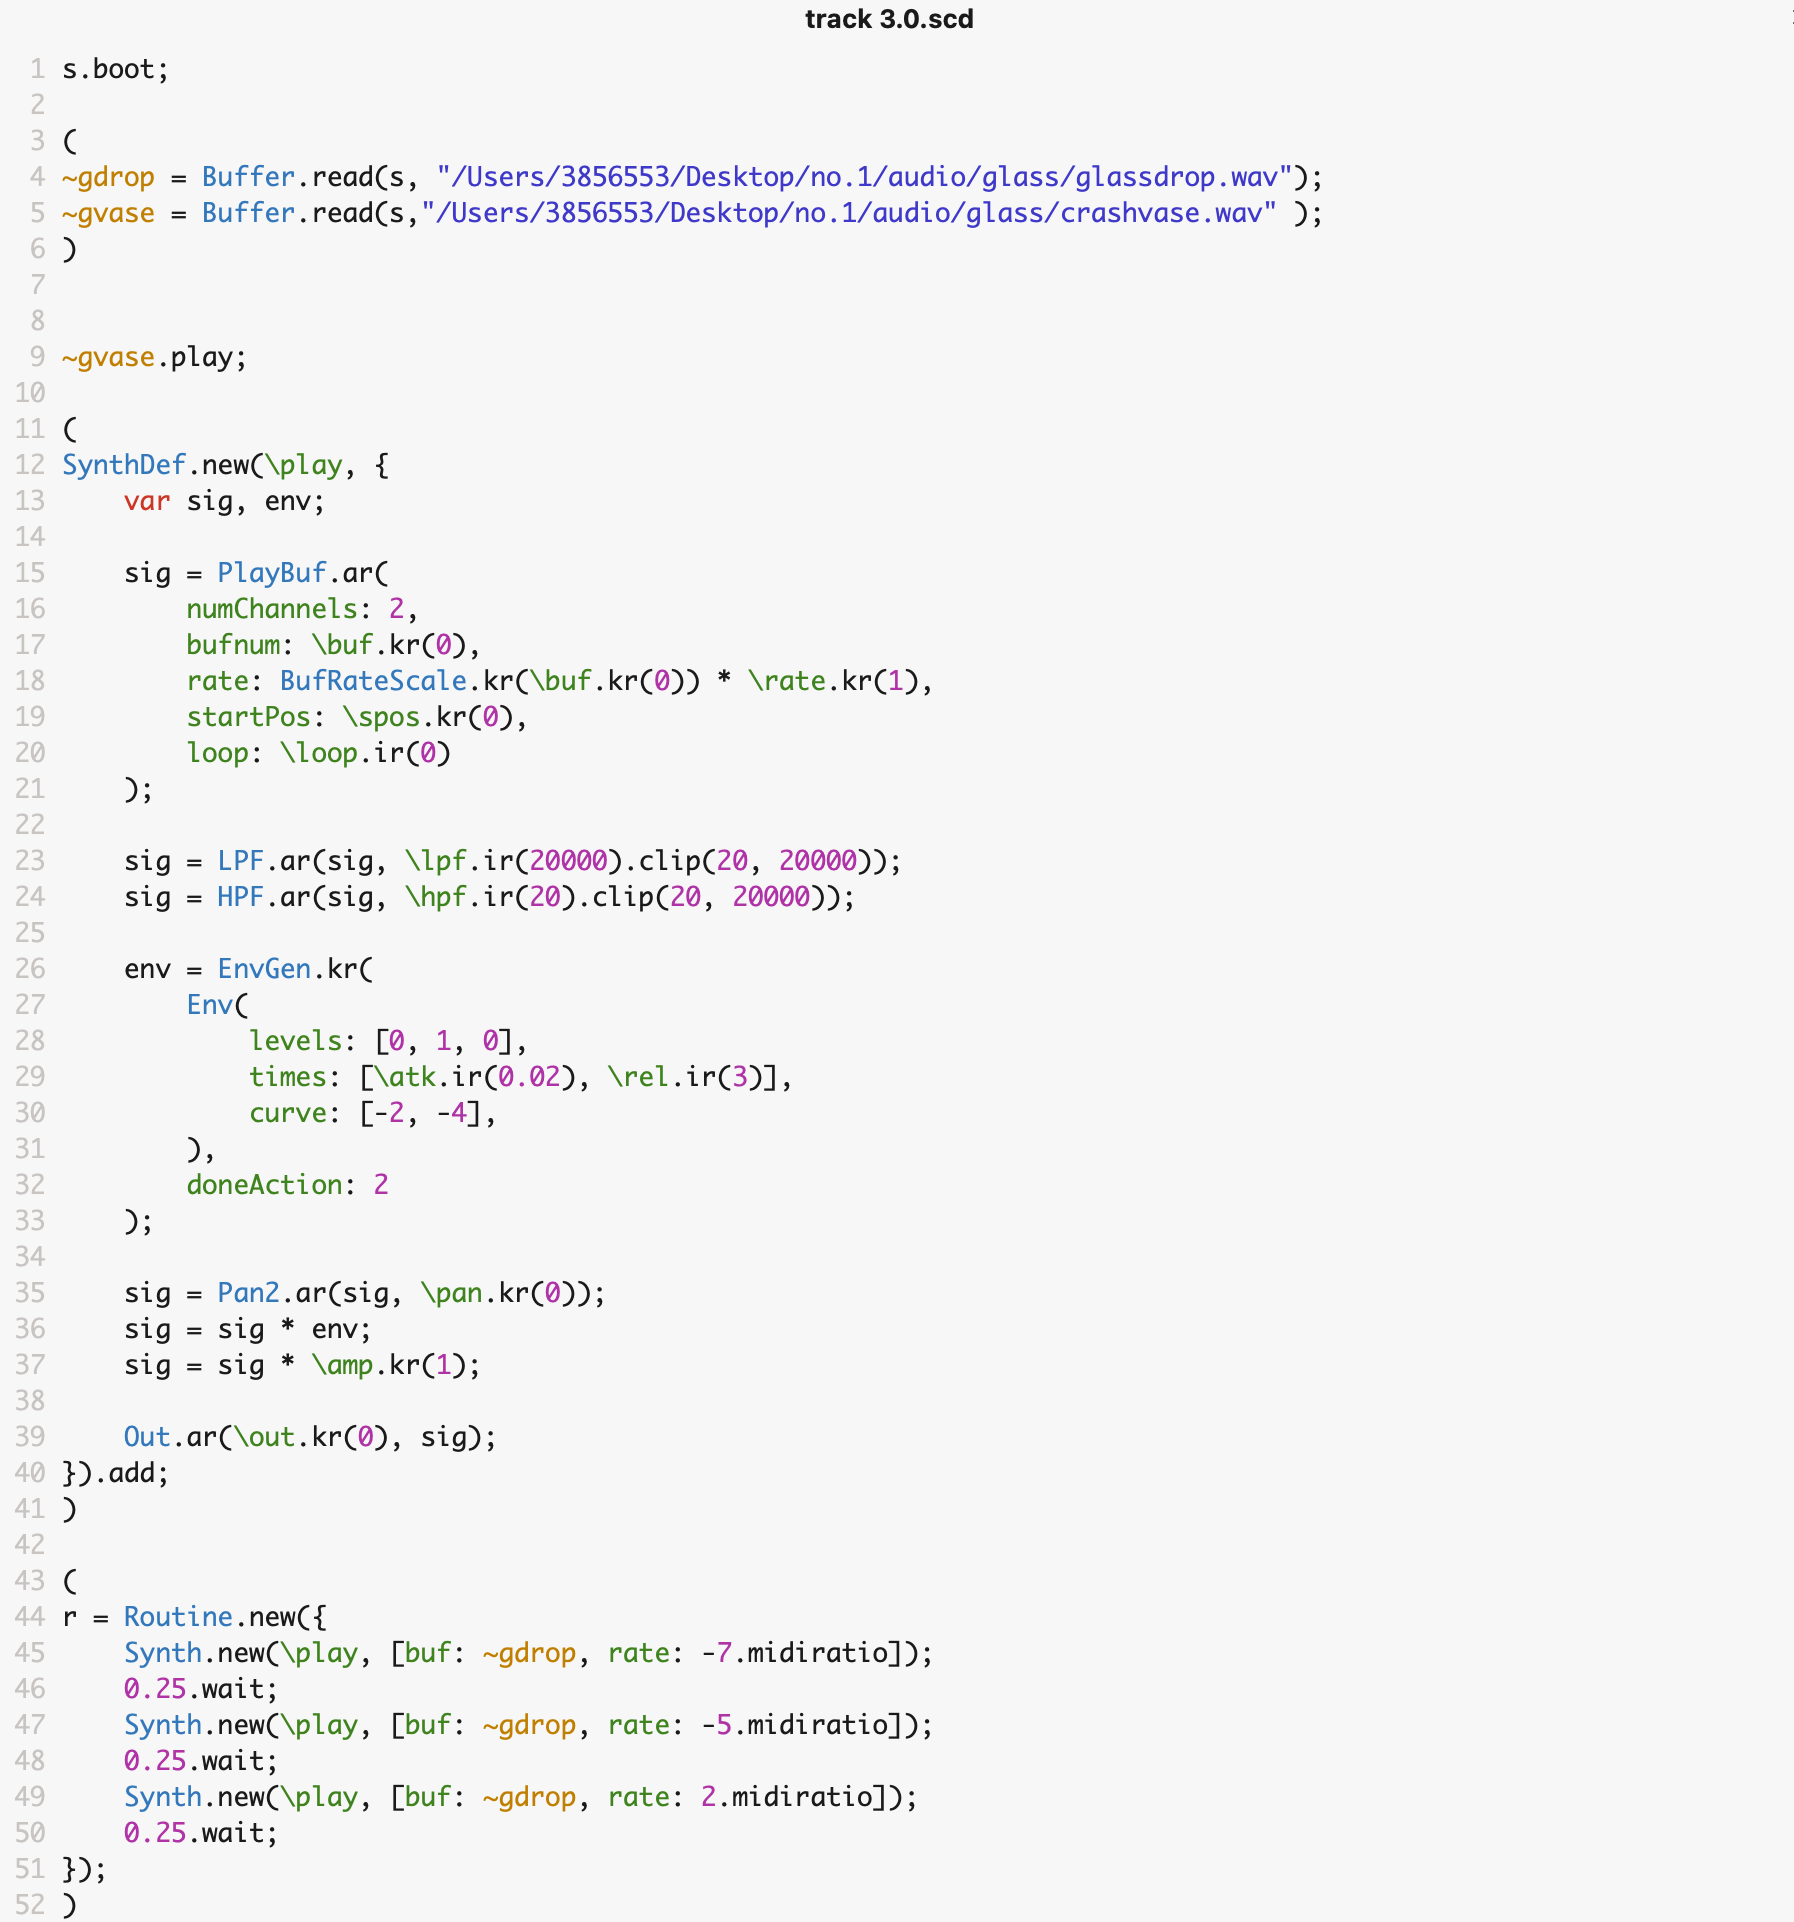 track 3.0.scd
1 s.boot;
2
3 (
4 ~gdrop = Buffer.read(s, "/Users/3856553/Desktop/no.1/audio/glass/glassdrop.wav");
5 ~gvase = Buffer.read(s,"/Users/3856553/Desktop/no.1/audio/glass/crashvase.wav" );
6 )
7
8
9 ~gvase.play;
10
11 (
12 SynthDef.new(\play, {
13     var sig, env;
14
15     sig = PlayBuf.ar(
16         numChannels: 2,
17         bufnum: \buf.kr(0),
18         rate: BufRateScale.kr(\buf.kr(0)) * \rate.kr(1),
19         startPos: \spos.kr(0),
20         loop: \loop.ir(0)
21     );
22
23     sig = LPF.ar(sig, \lpf.ir(20000).clip(20, 20000));
24     sig = HPF.ar(sig, \hpf.ir(20).clip(20, 20000));
25
26     env = EnvGen.kr(
27         Env(
28             levels: [0, 1, 0],
29             times: [\atk.ir(0.02), \rel.ir(3)],
30             curve: [-2, -4],
31         ),
32         doneAction: 2
33     );
34
35     sig = Pan2.ar(sig, \pan.kr(0));
36     sig = sig * env;
37     sig = sig * \amp.kr(1);
38
39     Out.ar(\out.kr(0), sig);
40 }).add;
41 )
42
43 (
44 r = Routine.new({
45     Synth.new(\play, [buf: ~gdrop, rate: -7.midiratio]);
46     0.25.wait;
47     Synth.new(\play, [buf: ~gdrop, rate: -5.midiratio]);
48     0.25.wait;
49     Synth.new(\play, [buf: ~gdrop, rate: 2.midiratio]);
50     0.25.wait;
51 });
52 )